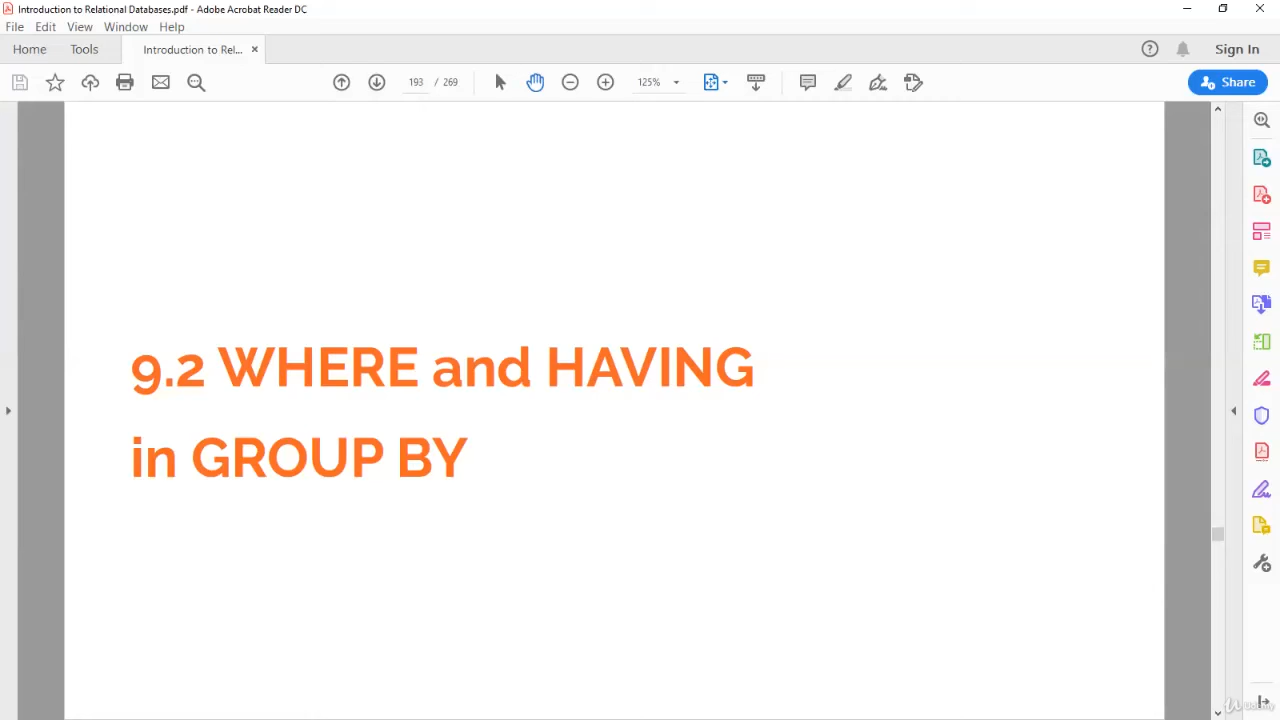 Introduction to Relational Databases.pdf - Adobe Acrobat Reader DC
File Edit View Window Help
Home Tools Introduction to Rel... × Sign In
193 / 269 125% Share
9.2 WHERE and HAVING
in GROUP BY
Udemy